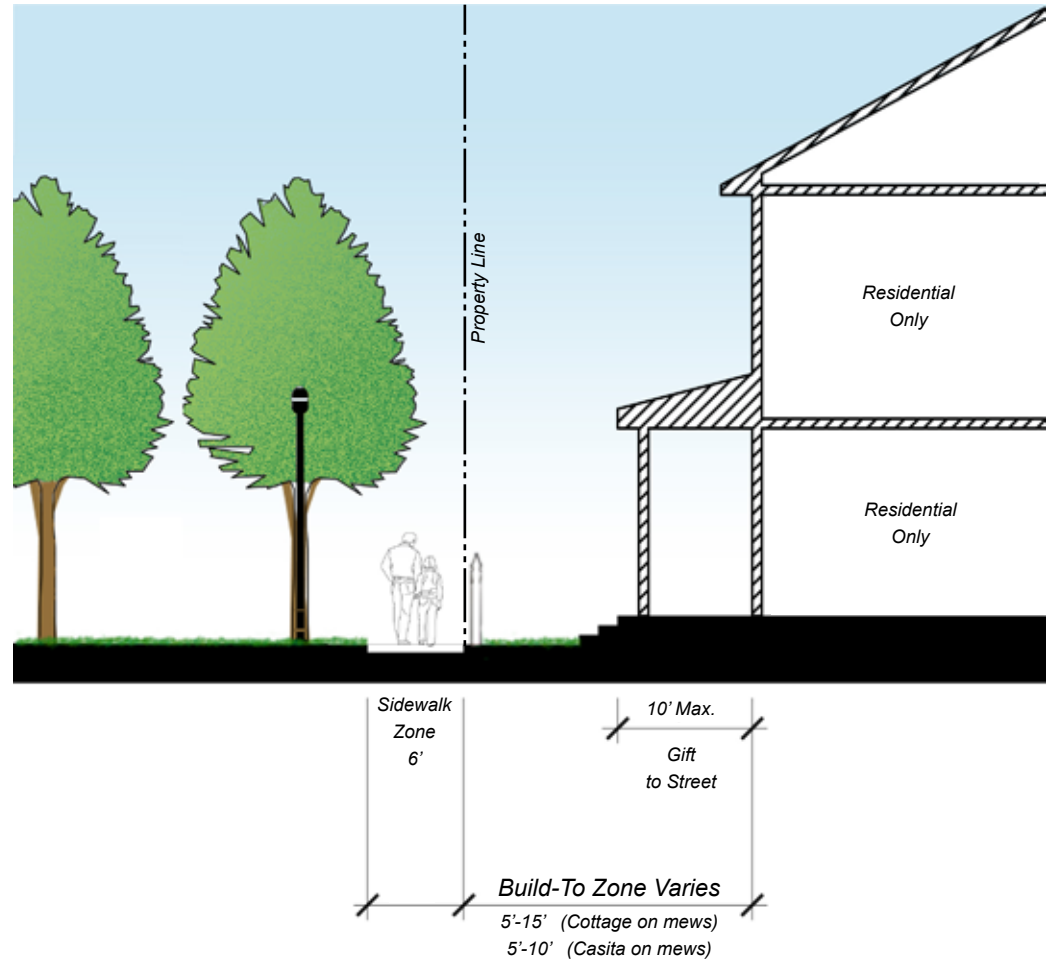 Property Line
Residential
Only
Residential
Only
Sidewalk
Zone
6’
10’ Max.
Gift
to Street
Build-To Zone Varies
5’-15’ (Cottage on mews)
5’-10’ (Casita on mews)